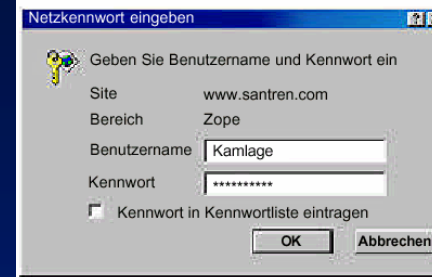 Netzkennwort eingeben
Geben Sie Benutzername und Kennwort ein
Site www.santren.com
Bereich Zope
Benutzername Kamlage
Kennwort **********
Kennwort in Kennwortliste eintragen
OK Abbrechen